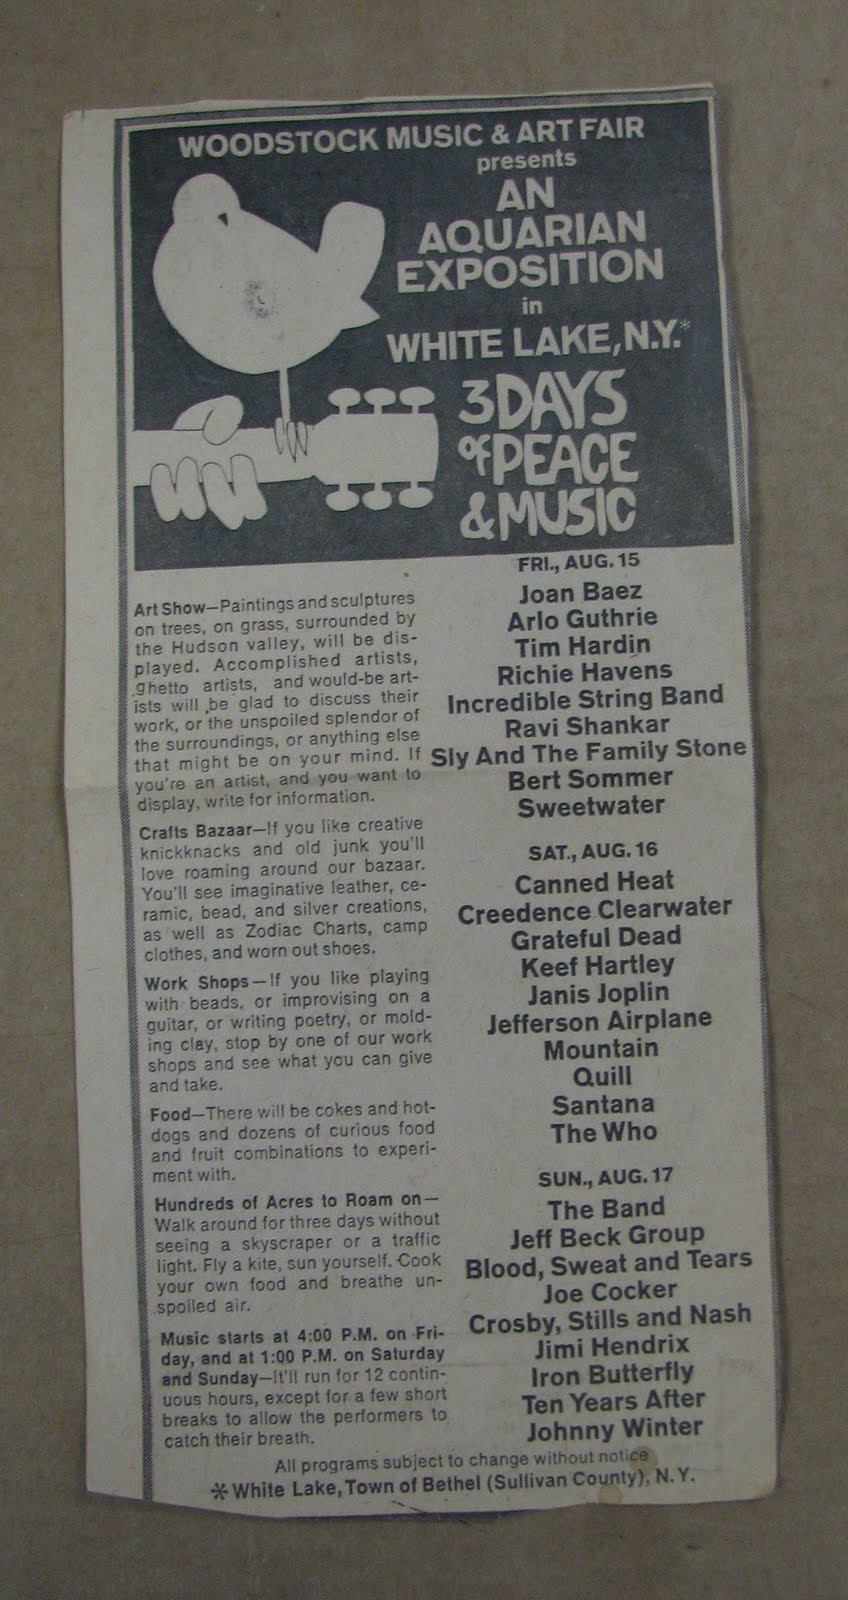 WOODSTOCK MUSIC & ART FAIR
presents
AN
AQUARIAN
EXPOSITION
in
WHITE LAKE, N.Y.*
3 DAYS
of PEACE
& MUSIC
Art Show—Paintings and sculptures
on trees, on grass, surrounded by
the Hudson valley, will be dis-
played. Accomplished artists,
ghetto artists, and would-be art-
ists will be glad to discuss their
work, or the unspoiled splendor of
the surroundings, or anything else
that might be on your mind. If
you're an artist, and you want to
display, write for information.
Crafts Bazaar—If you like creative
knickknacks and old junk you'll
love roaming around our bazaar.
You'll see imaginative leather, ce-
ramic, bead, and silver creations,
as well as Zodiac Charts, camp
clothes, and worn out shoes.
Work Shops—If you like playing
with beads, or improvising on a
guitar, or writing poetry, or mold-
ing clay, stop by one of our work
shops and see what you can give
and take.
Food—There will be cokes and hot-
dogs and dozens of curious food
and fruit combinations to experi-
ment with.
Hundreds of Acres to Roam on—
Walk around for three days without
seeing a skyscraper or a traffic
light. Fly a kite, sun yourself. Cook
your own food and breathe un-
spoiled air.
Music starts at 4:00 P.M. on Fri-
day, and at 1:00 P.M. on Saturday
and Sunday—It'll run for 12 contin-
uous hours, except for a few short
breaks to allow the performers to
catch their breath.
FRI., AUG. 15
Joan Baez
Arlo Guthrie
Tim Hardin
Richie Havens
Incredible String Band
Ravi Shankar
Sly And The Family Stone
Bert Sommer
Sweetwater
SAT., AUG. 16
Canned Heat
Creedence Clearwater
Grateful Dead
Keef Hartley
Janis Joplin
Jefferson Airplane
Mountain
Quill
Santana
The Who
SUN., AUG. 17
The Band
Jeff Beck Group
Blood, Sweat and Tears
Joe Cocker
Crosby, Stills and Nash
Jimi Hendrix
Iron Butterfly
Ten Years After
Johnny Winter
All programs subject to change without notice
* White Lake, Town of Bethel (Sullivan County), N.Y.